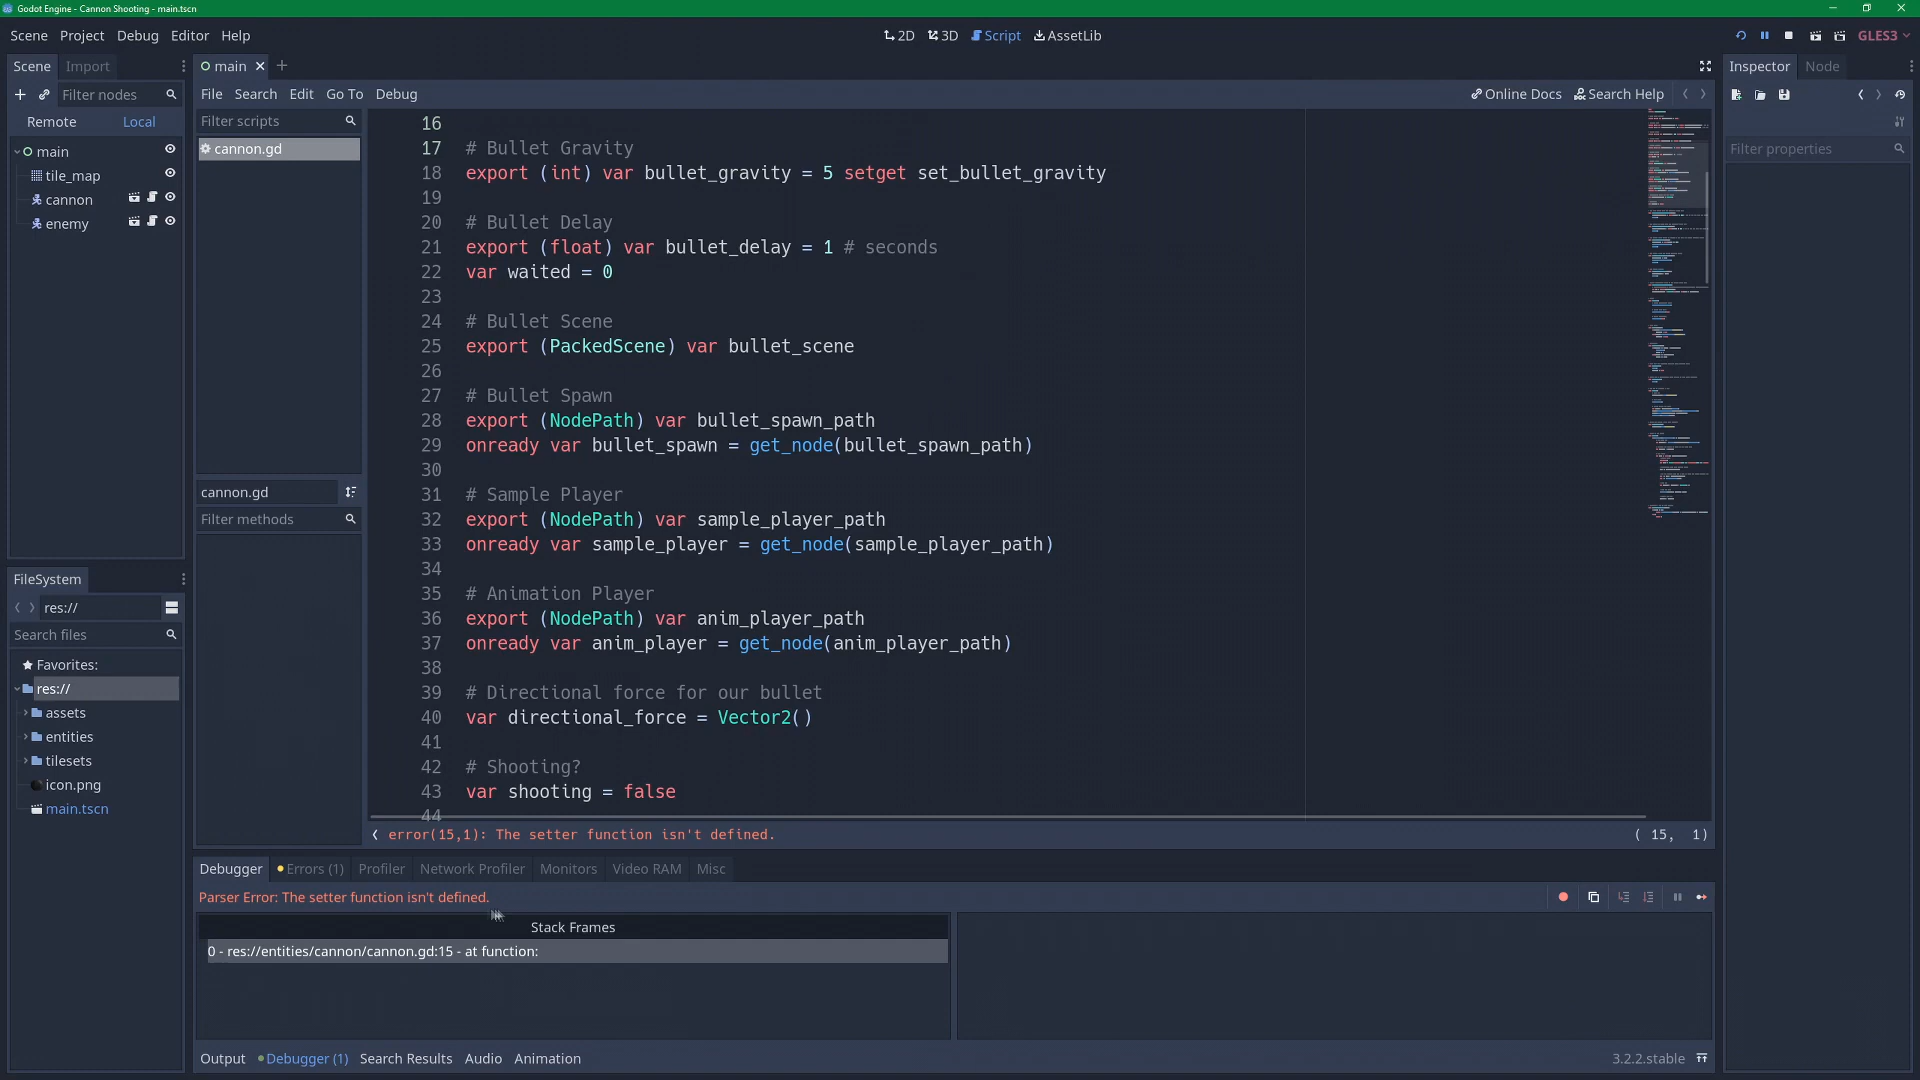 Godot Engine - Cannon Shooting - main.tscn
Scene Project Debug Editor Help
2D 3D Script AssetLib
GLES3
Scene Import
main
Inspector Node
Filter nodes
File Search Edit Go To Debug
Online Docs Search Help
Remote Local
Filter scripts
Filter properties
main
tile_map
cannon
enemy
cannon.gd
16
17 # Bullet Gravity
18 export (int) var bullet_gravity = 5 setget set_bullet_gravity
19
20 # Bullet Delay
21 export (float) var bullet_delay = 1 # seconds
22 var waited = 0
23
24 # Bullet Scene
25 export (PackedScene) var bullet_scene
26
27 # Bullet Spawn
28 export (NodePath) var bullet_spawn_path
29 onready var bullet_spawn = get_node(bullet_spawn_path)
30
31 # Sample Player
32 export (NodePath) var sample_player_path
33 onready var sample_player = get_node(sample_player_path)
34
35 # Animation Player
36 export (NodePath) var anim_player_path
37 onready var anim_player = get_node(anim_player_path)
38
39 # Directional force for our bullet
40 var directional_force = Vector2()
41
42 # Shooting?
43 var shooting = false
44
cannon.gd
Filter methods
FileSystem
res://
Search files
Favorites:
res://
assets
entities
tilesets
icon.png
main.tscn
error(15,1): The setter function isn't defined.
( 15, 1)
Debugger Errors (1) Profiler Network Profiler Monitors Video RAM Misc
Parser Error: The setter function isn't defined.
Stack Frames
0 - res://entities/cannon/cannon.gd:15 - at function:
Output Debugger (1) Search Results Audio Animation
3.2.2.stable